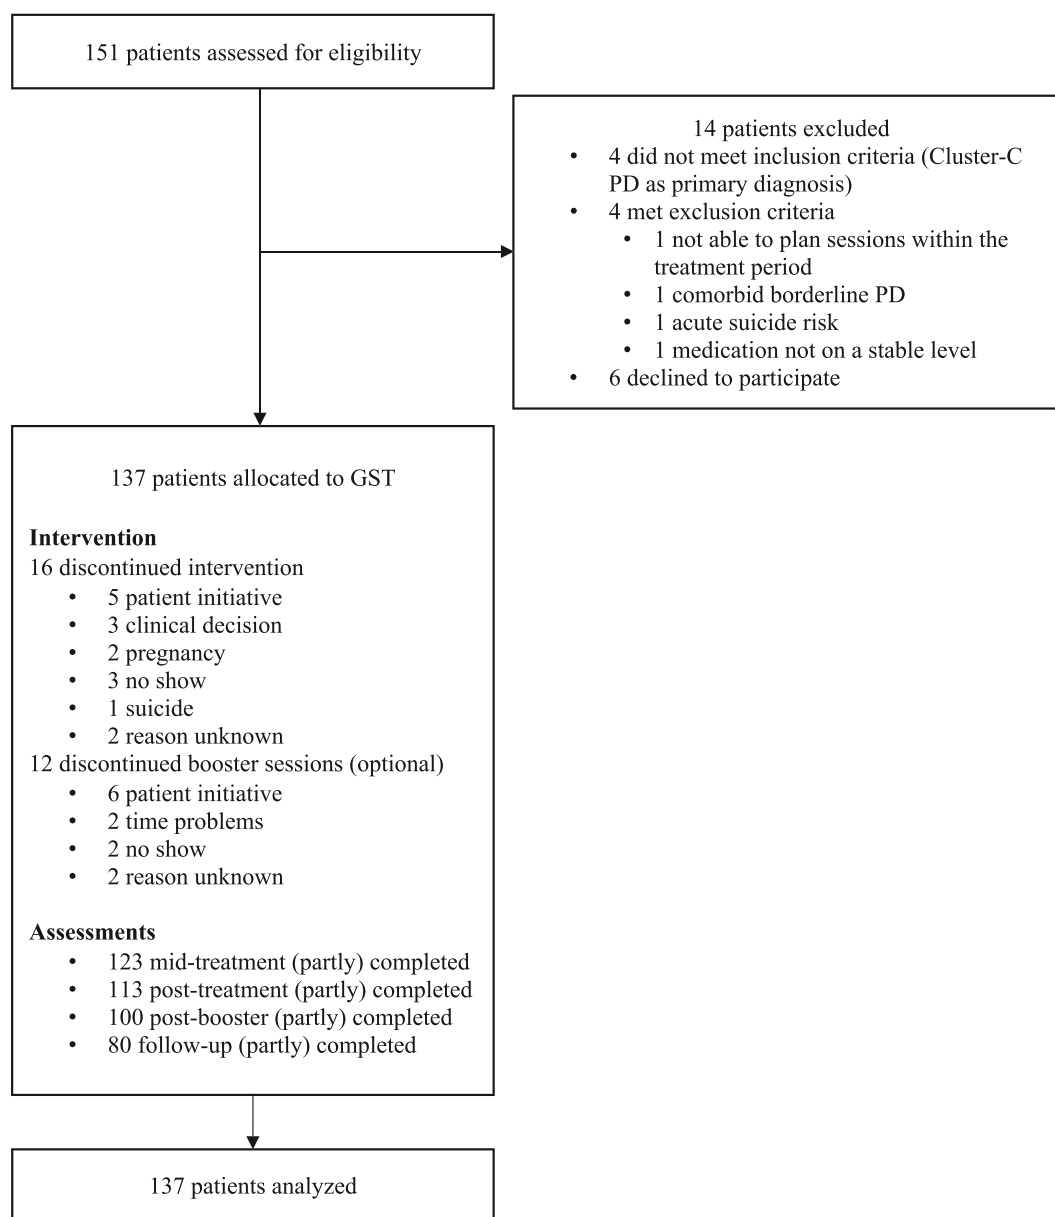 151 patients assessed for eligibility
14 patients excluded
• 4 did not meet inclusion criteria (Cluster-C
PD as primary diagnosis)
• 4 met exclusion criteria
• 1 not able to plan sessions within the
treatment period
• 1 comorbid borderline PD
• 1 acute suicide risk
• 1 medication not on a stable level
• 6 declined to participate
137 patients allocated to GST
Intervention
16 discontinued intervention
• 5 patient initiative
• 3 clinical decision
• 2 pregnancy
• 3 no show
• 1 suicide
• 2 reason unknown
12 discontinued booster sessions (optional)
• 6 patient initiative
• 2 time problems
• 2 no show
• 2 reason unknown
Assessments
• 123 mid-treatment (partly) completed
• 113 post-treatment (partly) completed
• 100 post-booster (partly) completed
• 80 follow-up (partly) completed
137 patients analyzed